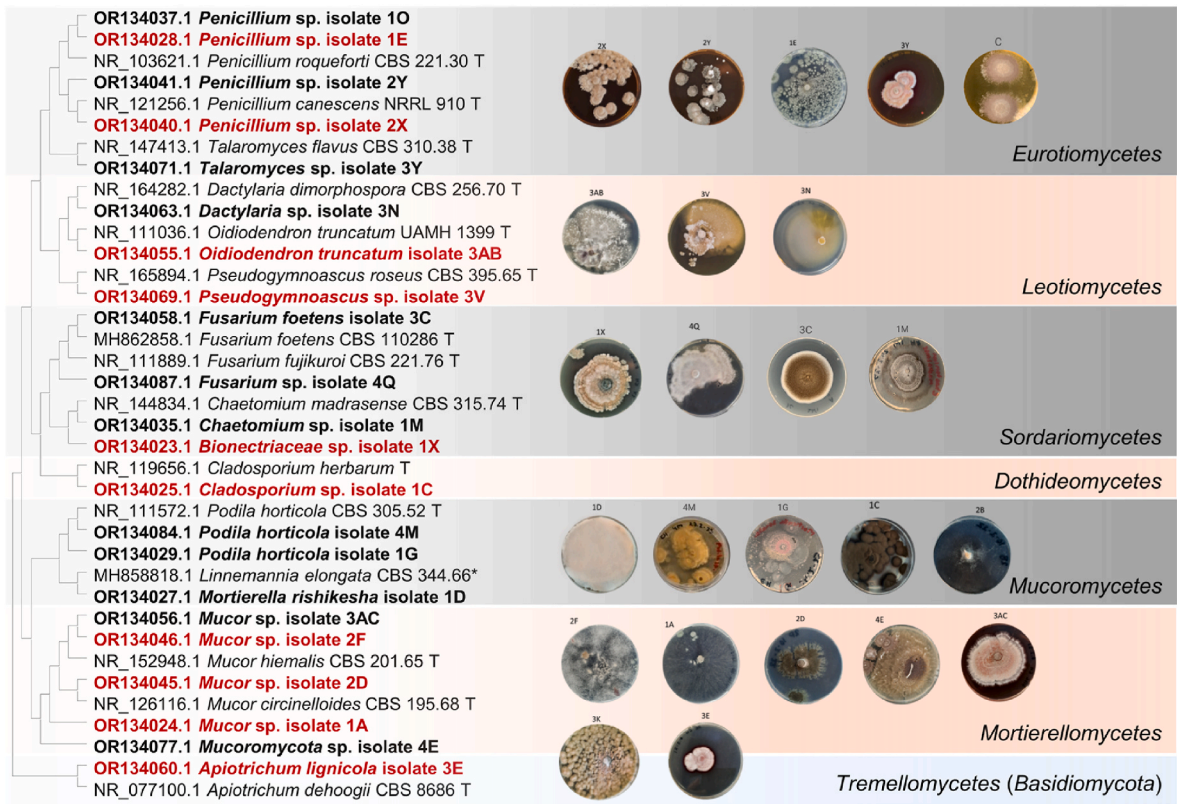 OR134037.1 Penicillium sp. isolate 1O
OR134028.1 Penicillium sp. isolate 1E
NR_103621.1 Penicillium roqueforti CBS 221.30 T
OR134041.1 Penicillium sp. isolate 2Y
NR_121256.1 Penicillium canescens NRRL 910 T
OR134040.1 Penicillium sp. isolate 2X
NR_147413.1 Talaromyces flavus CBS 310.38 T
OR134071.1 Talaromyces sp. isolate 3Y
2X 2Y 1E 3Y C
Eurotiomycetes
NR_164282.1 Dactylaria dimorphospora CBS 256.70 T
OR134063.1 Dactylaria sp. isolate 3N
NR_111036.1 Oidiodendron truncatum UAMH 1399 T
OR134055.1 Oidiodendron truncatum isolate 3AB
NR_165894.1 Pseudogymnoascus roseus CBS 395.65 T
OR134069.1 Pseudogymnoascus sp. isolate 3V
3AB 3V 3N
Leotiomycetes
OR134058.1 Fusarium foetens isolate 3C
MH862858.1 Fusarium foetens CBS 110286 T
NR_111889.1 Fusarium fujikuroi CBS 221.76 T
OR134087.1 Fusarium sp. isolate 4Q
NR_144834.1 Chaetomium madrasense CBS 315.74 T
OR134035.1 Chaetomium sp. isolate 1M
OR134023.1 Bionectriaceae sp. isolate 1X
1X 4Q 3C 1M
Sordariomycetes
NR_119656.1 Cladosporium herbarum T
OR134025.1 Cladosporium sp. isolate 1C
Dothideomycetes
NR_111572.1 Podila horticola CBS 305.52 T
OR134084.1 Podila horticola isolate 4M
OR134029.1 Podila horticola isolate 1G
MH858818.1 Linnemannia elongata CBS 344.66*
OR134027.1 Mortierella rishikesha isolate 1D
1D 4M 1G 1C 2B
Mucoromycetes
OR134056.1 Mucor sp. isolate 3AC
OR134046.1 Mucor sp. isolate 2F
NR_152948.1 Mucor hiemalis CBS 201.65 T
OR134045.1 Mucor sp. isolate 2D
NR_126116.1 Mucor circinelloides CBS 195.68 T
OR134024.1 Mucor sp. isolate 1A
OR134077.1 Mucoromycota sp. isolate 4E
2F 1A 2D 4E 3AC
3K 3E
Mortierellomycetes
OR134060.1 Apiotrichum lignicola isolate 3E
NR_077100.1 Apiotrichum dehoogii CBS 8686 T
Tremellomycetes (Basidiomycota)